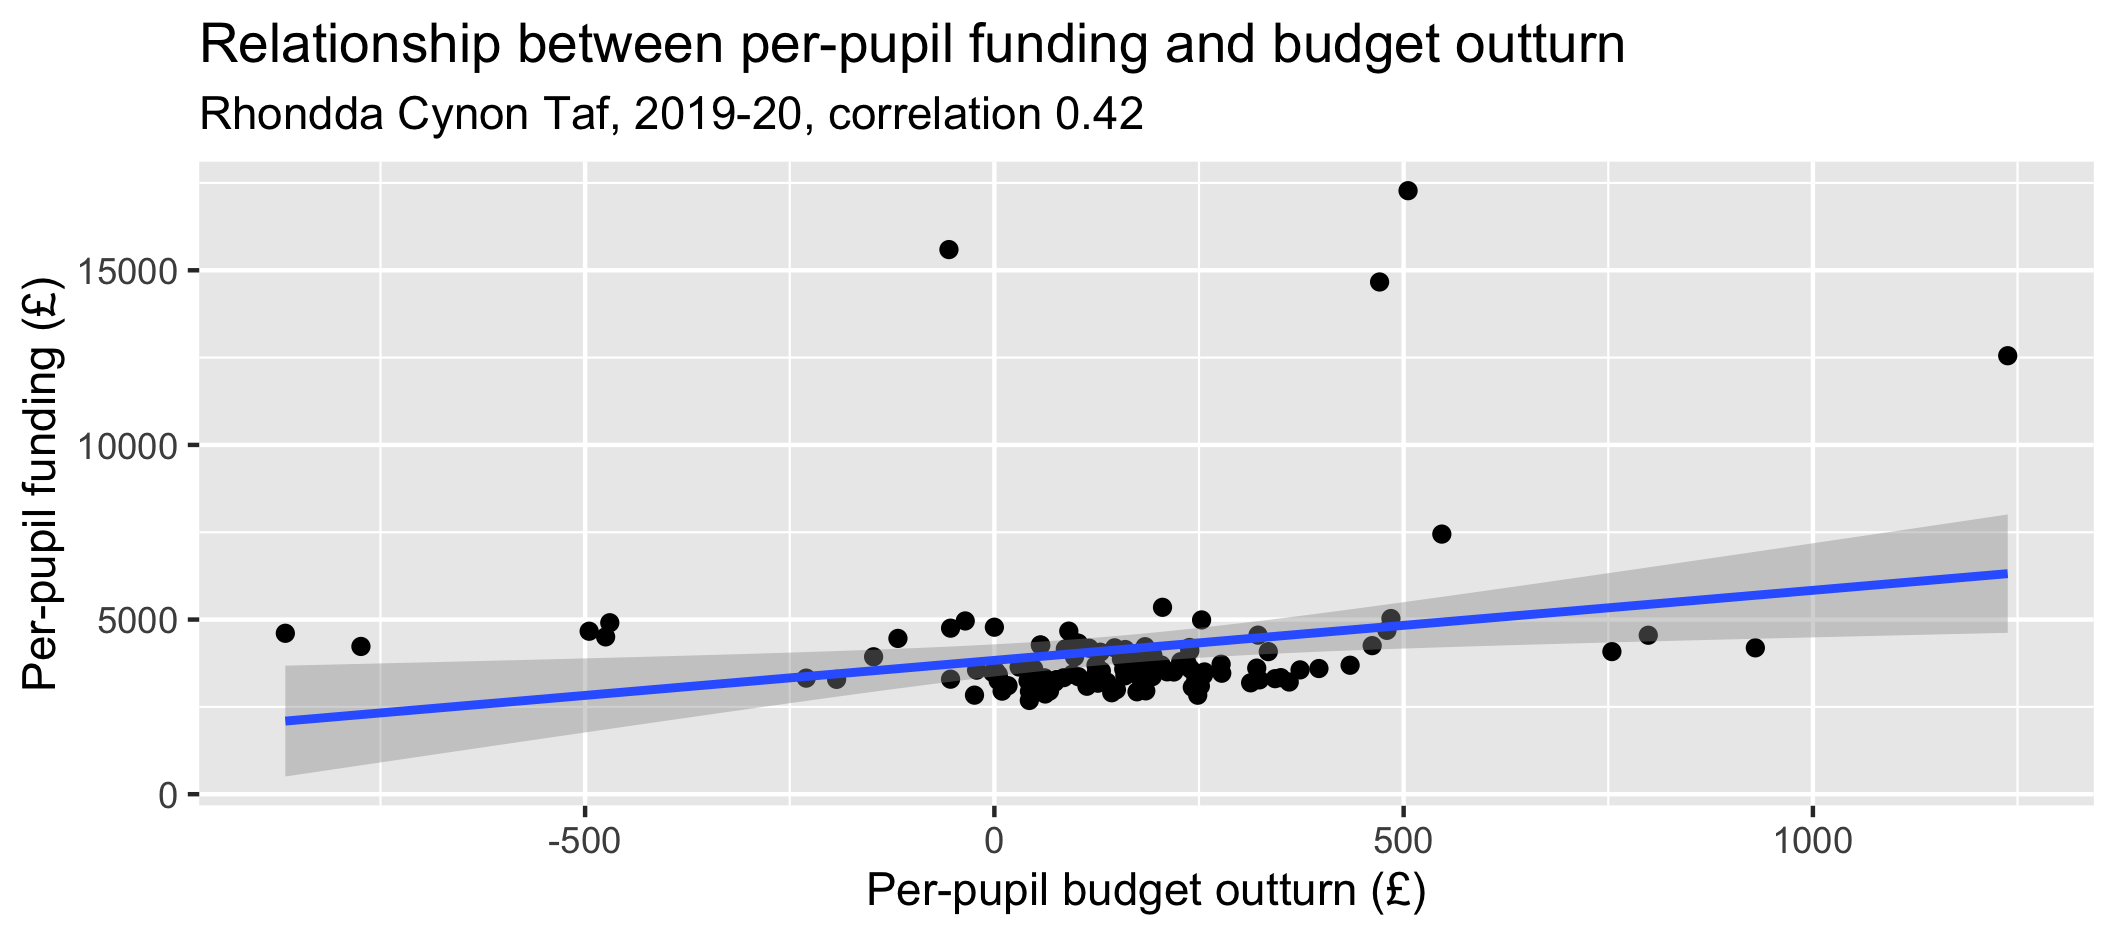 Relationship between per-pupil funding and budget outturn
Rhondda Cynon Taf, 2019-20, correlation 0.42
Per-pupil funding (£)
15000
10000
5000
0
-500
0
500
1000
Per-pupil budget outturn (£)